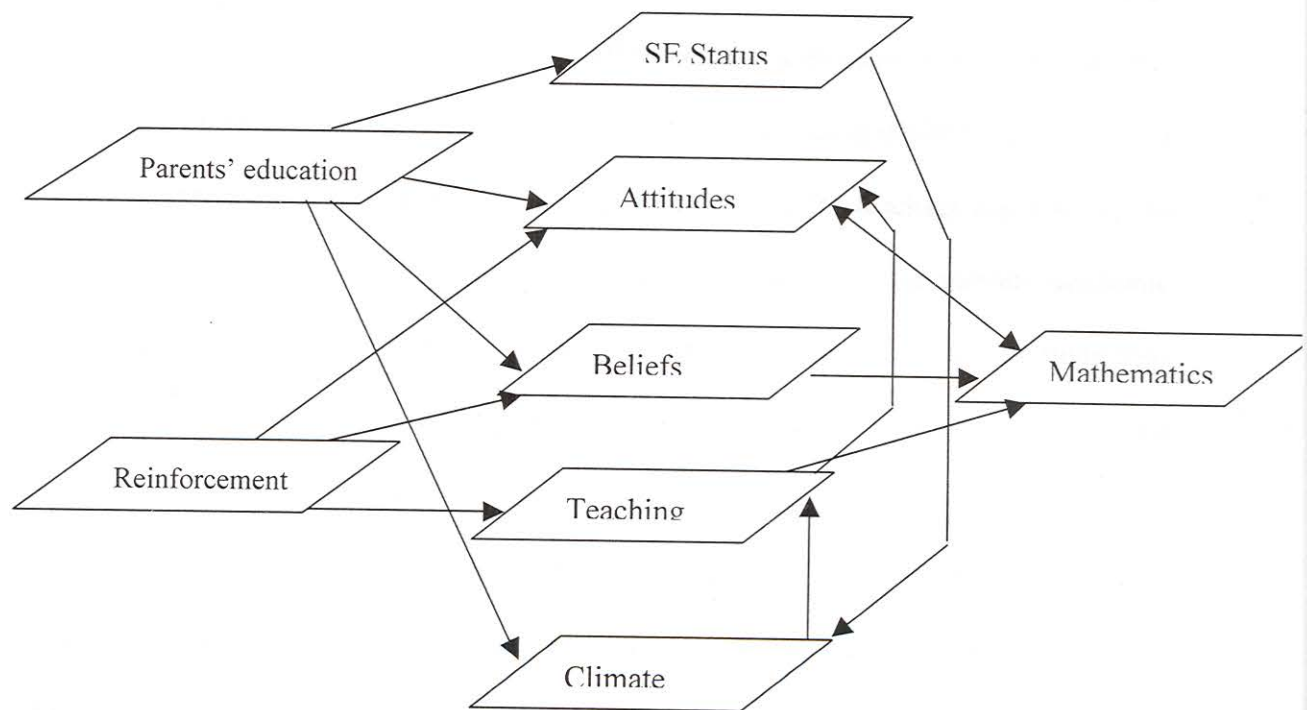 SE Status
Parents' education
Attitudes
Beliefs
Mathematics
Reinforcement
Teaching
Climate